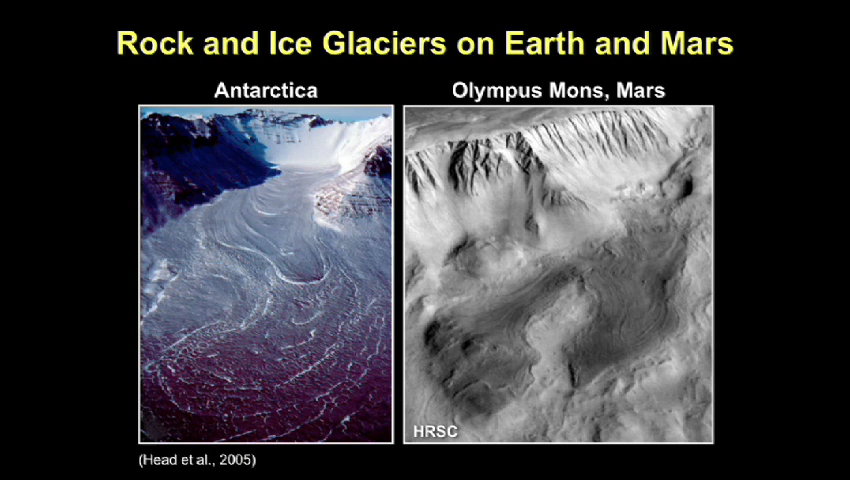 Rock and Ice Glaciers on Earth and Mars
Antarctica
Olympus Mons, Mars
HRSC
(Head et al., 2005)